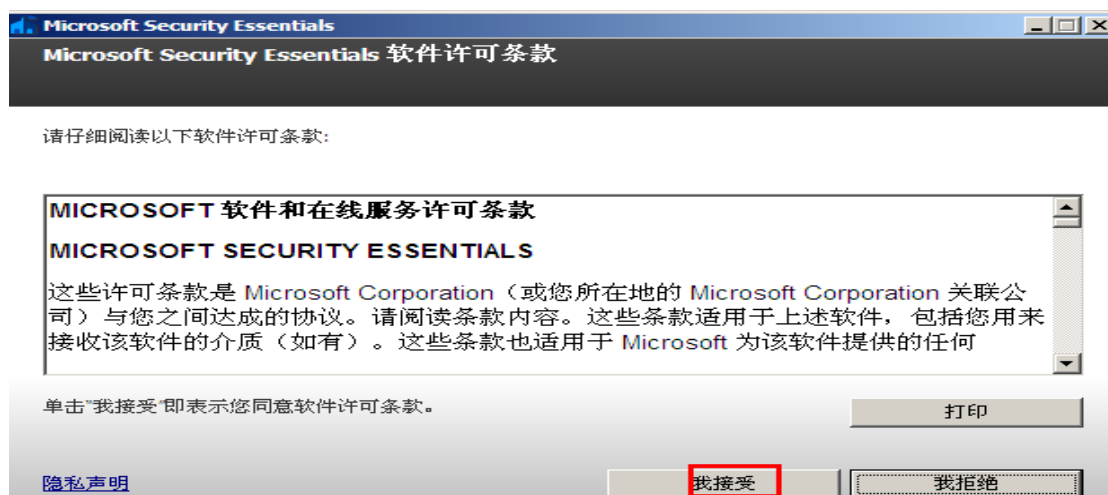 Microsoft Security Essentials
Microsoft Security Essentials 软件许可条款
请仔细阅读以下软件许可条款:
MICROSOFT 软件和在线服务许可条款
MICROSOFT SECURITY ESSENTIALS
这些许可条款是 Microsoft Corporation（或您所在地的 Microsoft Corporation 关联公
司）与您之间达成的协议。请阅读条款内容。这些条款适用于上述软件，包括您用来
接收该软件的介质（如有）。这些条款也适用于 Microsoft 为该软件提供的任何
单击"我接受"即表示您同意软件许可条款。
打印
隐私声明
我接受
我拒绝